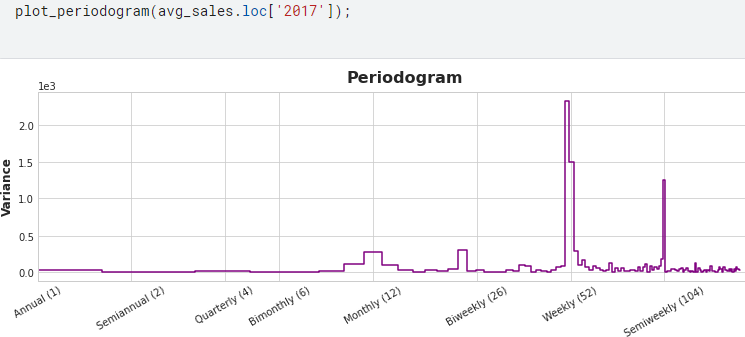 plot_periodogram(avg_sales.loc['2017']);
Periodogram
1e3
2.0
1.5
1.0
0.5
0.0
Variance
Annual (1)
Semiannual (2)
Quarterly (4)
Bimonthly (6)
Monthly (12)
Biweekly (26)
Weekly (52)
Semiweekly (104)